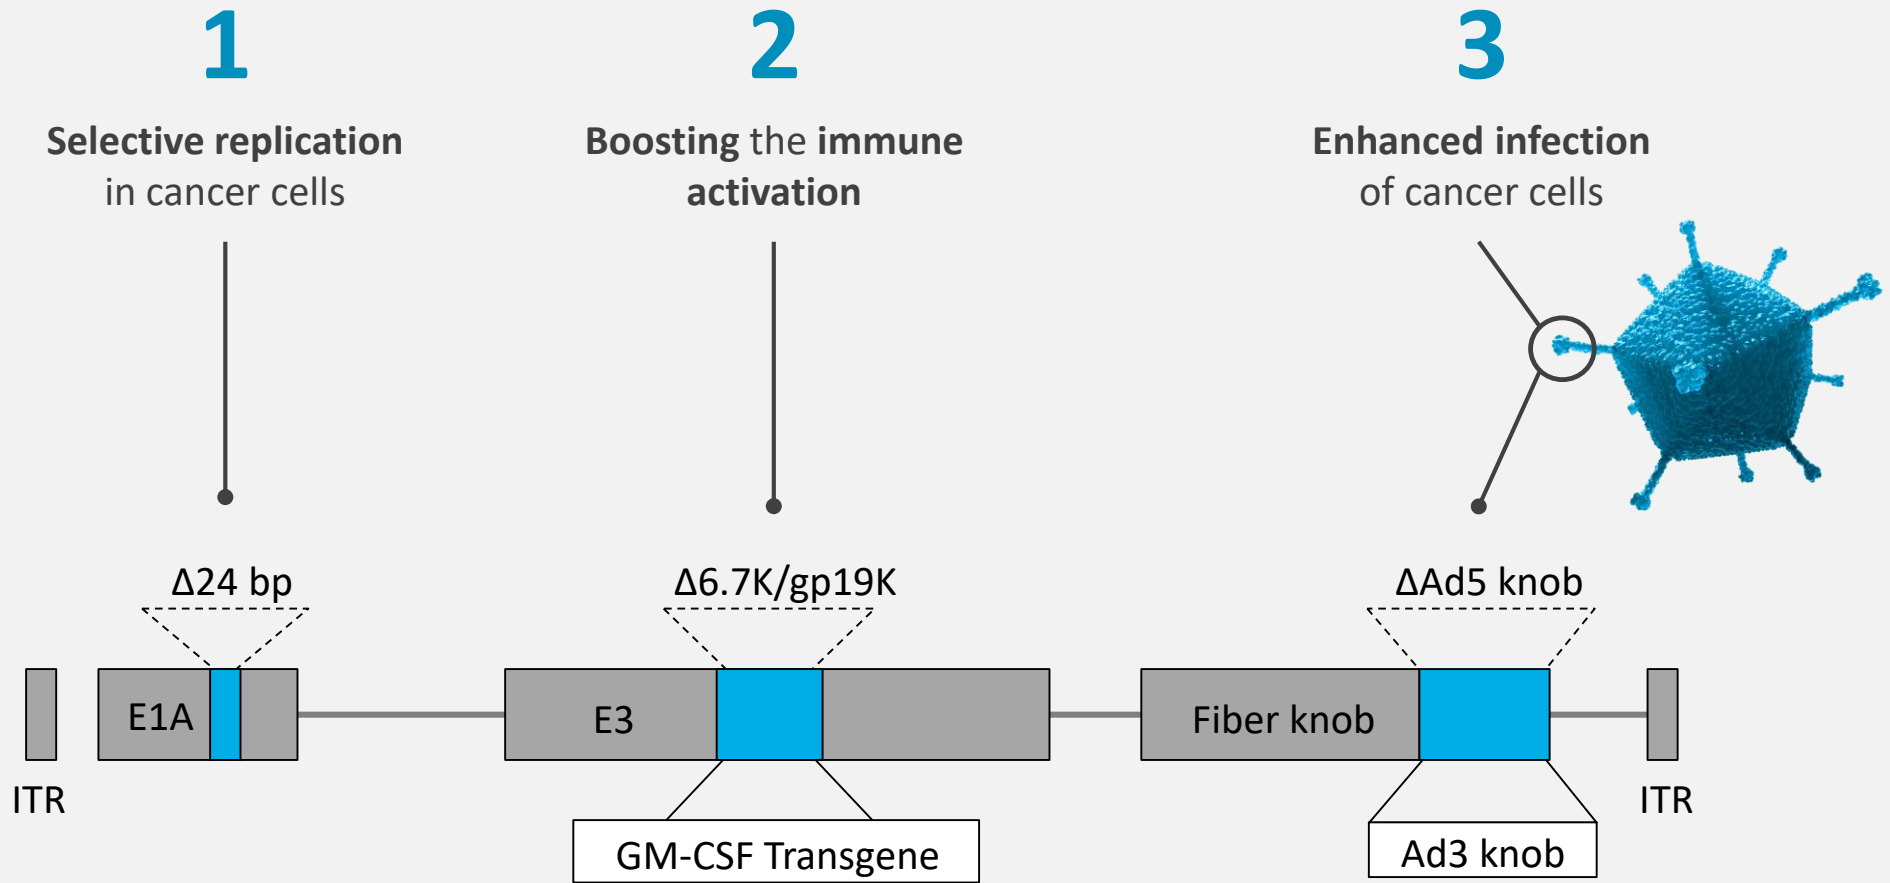 1
Selective replication
in cancer cells
2
Boosting the immune
activation
3
Enhanced infection
of cancer cells
Δ24 bp
Δ6.7K/gp19K
ΔAd5 knob
E1A
E3
Fiber knob
ITR
ITR
GM-CSF Transgene
Ad3 knob